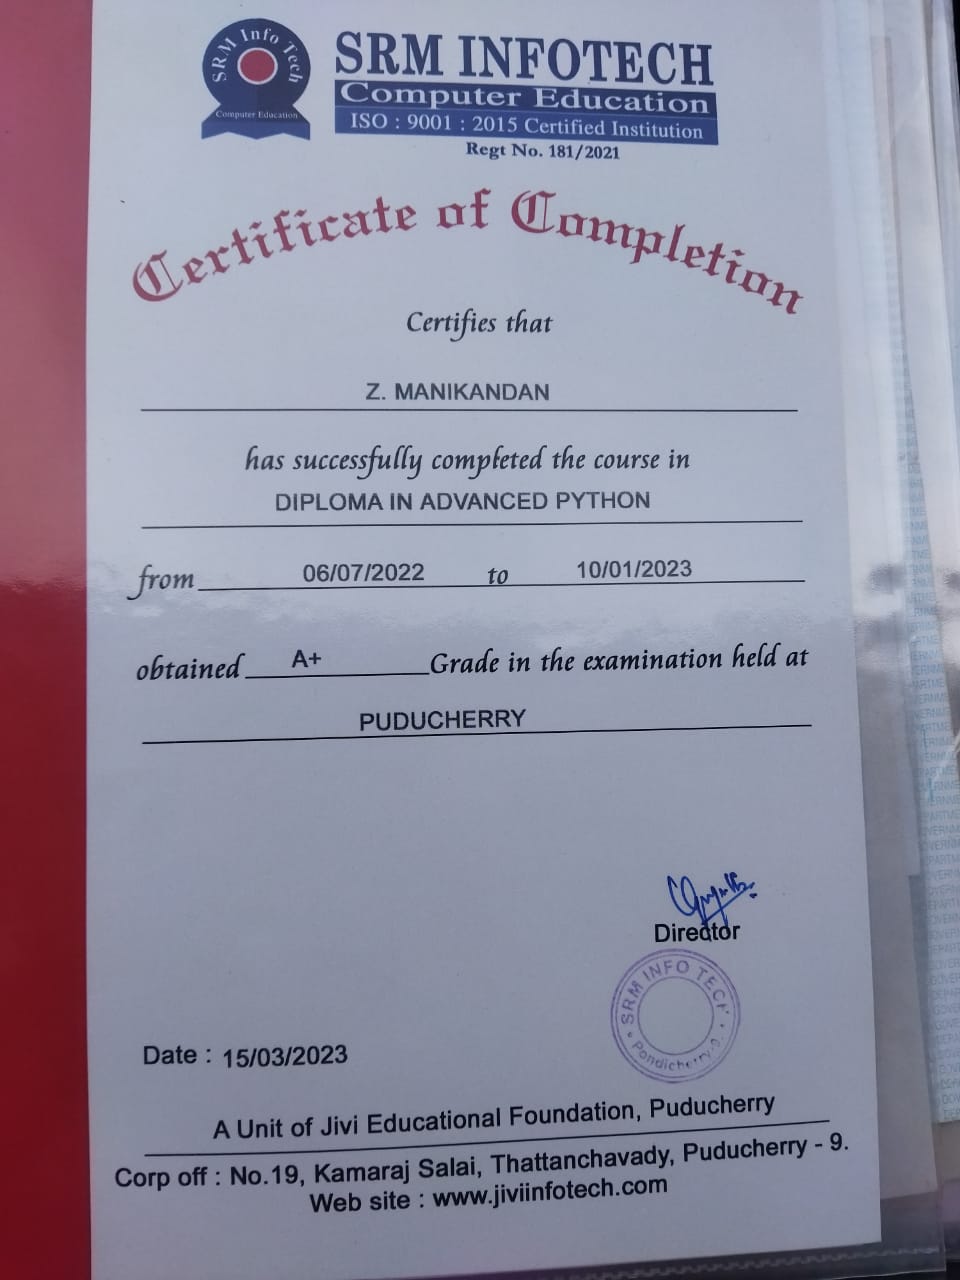 SRM Info Tech
Computer Education
SRM INFOTECH
Computer Education
ISO : 9001 : 2015 Certified Institution
Regt No. 181/2021
Certificate of Completion
Certifies that
Z. MANIKANDAN
has successfully completed the course in
DIPLOMA IN ADVANCED PYTHON
from 06/07/2022 to 10/01/2023
obtained A+ Grade in the examination held at
PUDUCHERRY
Director
SRM INFO TECH
Pondicherry-9.
Date : 15/03/2023
A Unit of Jivi Educational Foundation, Puducherry
Corp off : No.19, Kamaraj Salai, Thattanchavady, Puducherry - 9.
Web site : www.jiviinfotech.com